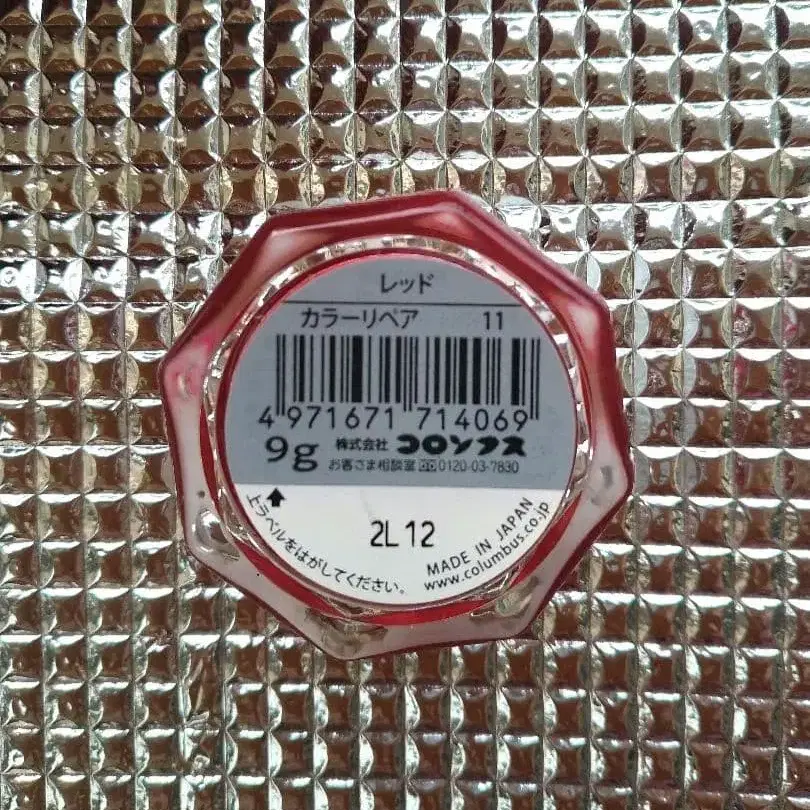 レッド
カラーリペア 11
4 971671 714069
9g 株式会社 コロンブス
お客さま相談室 0120-03-7830
上ラベルをはがしてください。
2L 12
MADE IN JAPAN
www.columbus.co.jp